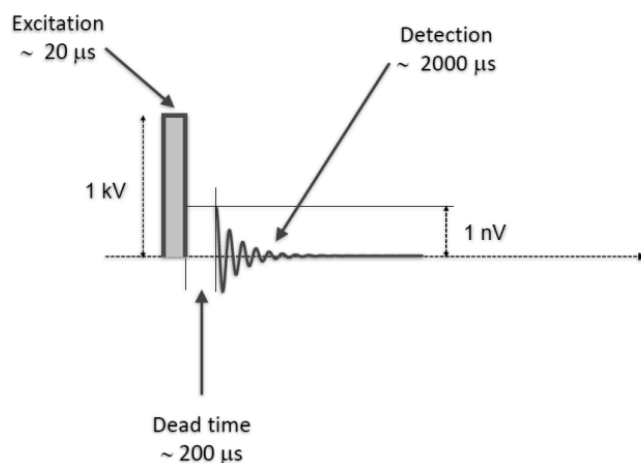 Excitation
~ 20 μs
Detection
~ 2000 μs
1 kV
1 nV
Dead time
~ 200 μs